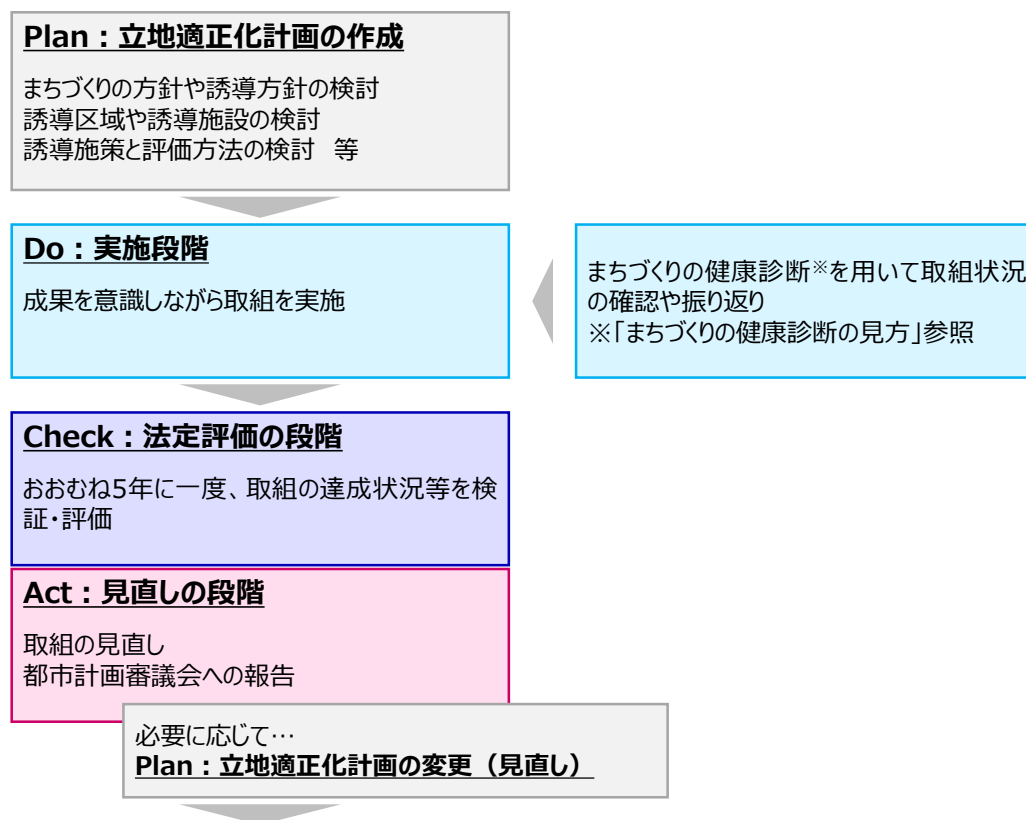 Plan：立地適正化計画の作成
まちづくりの方針や誘導方針の検討
誘導区域や誘導施設の検討
誘導施策と評価方法の検討　等
Do：実施段階
成果を意識しながら取組を実施
まちづくりの健康診断※を用いて取組状況
の確認や振り返り
※「まちづくりの健康診断の見方」参照
Check：法定評価の段階
おおむね5年に一度、取組の達成状況等を検
証・評価
Act：見直しの段階
取組の見直し
都市計画審議会への報告
必要に応じて…
Plan：立地適正化計画の変更（見直し）